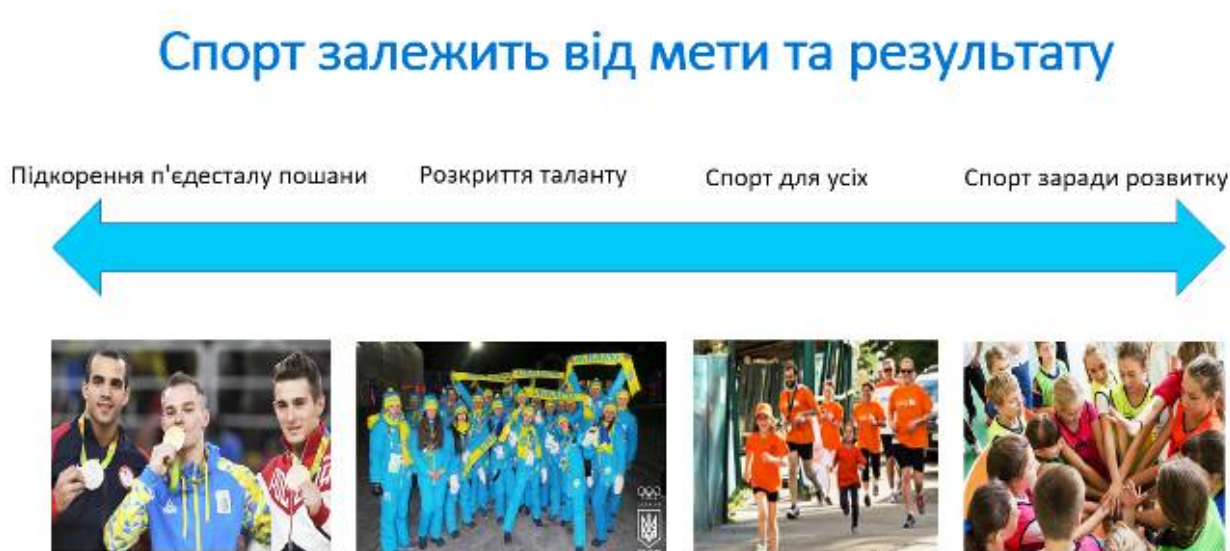 Спорт залежить від мети та результату
Підкорення п'єдесталу пошани
Розкриття таланту
Спорт для усіх
Спорт заради розвитку